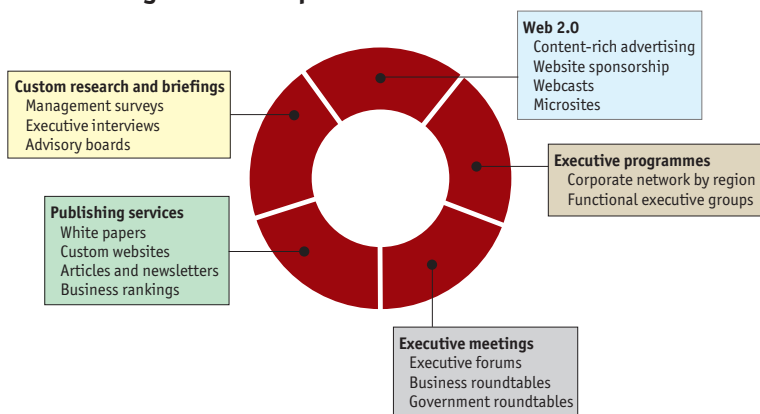 Web 2.0
Content-rich advertising
Website sponsorship
Webcasts
Microsites
Custom research and briefings
Management surveys
Executive interviews
Advisory boards
Executive programmes
Corporate network by region
Functional executive groups
Publishing services
White papers
Custom websites
Articles and newsletters
Business rankings
Executive meetings
Executive forums
Business roundtables
Government roundtables